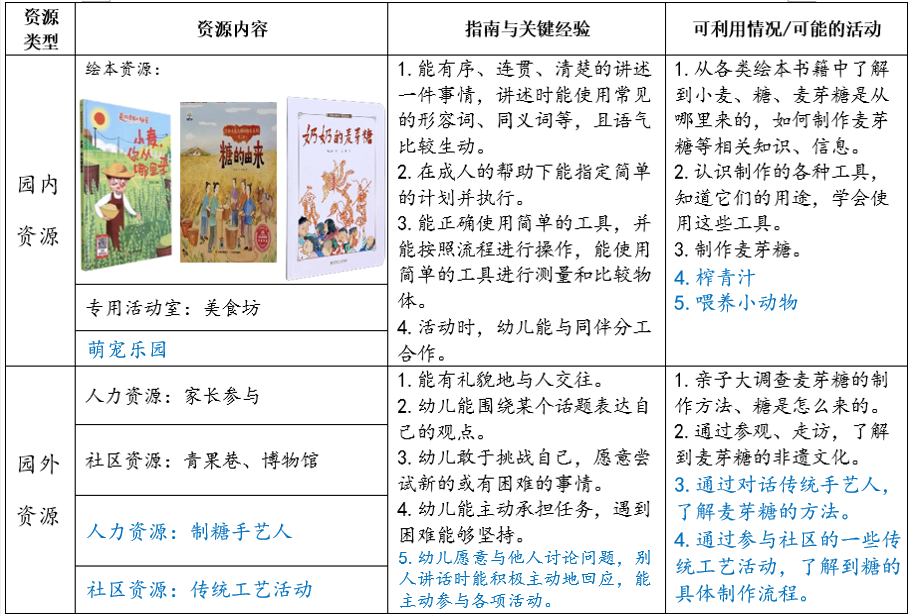 资源类型
资源内容
指南与关键经验
可利用情况/可能的活动
园内资源
绘本资源：
小麦，你从哪里来
糖的由来
奶奶的麦芽糖
专用活动室：美食坊
萌宠乐园
1. 能有序、连贯、清楚的讲述
一件事情，讲述时能使用常见
的形容词、同义词等，且语气
比较生动。
2. 在成人的帮助下能指定简单
的计划并执行。
3. 能正确使用简单的工具，并
能按照流程进行操作，能使用
简单的工具进行测量和比较物
体。
4. 活动时，幼儿能与同伴分工
合作。
1. 从各类绘本书籍中了解
到小麦、糖、麦芽糖是从
哪里来的，如何制作麦芽
糖等相关知识、信息。
2. 认识制作的各种工具，
知道它们的用途，学会使
用这些工具。
3. 制作麦芽糖。
4. 榨青汁
5. 喂养小动物
园外资源
人力资源：家长参与
社区资源：青果巷、博物馆
人力资源：制糖手艺人
社区资源：传统工艺活动
1. 能有礼貌地与人交往。
2. 幼儿能围绕某个话题表达自
己的观点。
3. 幼儿敢于挑战自己，愿意尝
试新的或有困难的事情。
4. 幼儿能主动承担任务，遇到
困难能够坚持。
5. 幼儿愿意与他人讨论问题，别
人讲话时能积极主动地回应，能
主动参与各项活动。
1. 亲子大调查麦芽糖的制
作方法、糖是怎么来的。
2. 通过参观、走访，了解
到麦芽糖的非遗文化。
3. 通过对话传统手艺人，
了解麦芽糖的方法。
4. 通过参与社区的一些传
统工艺活动，了解到糖的
具体制作流程。